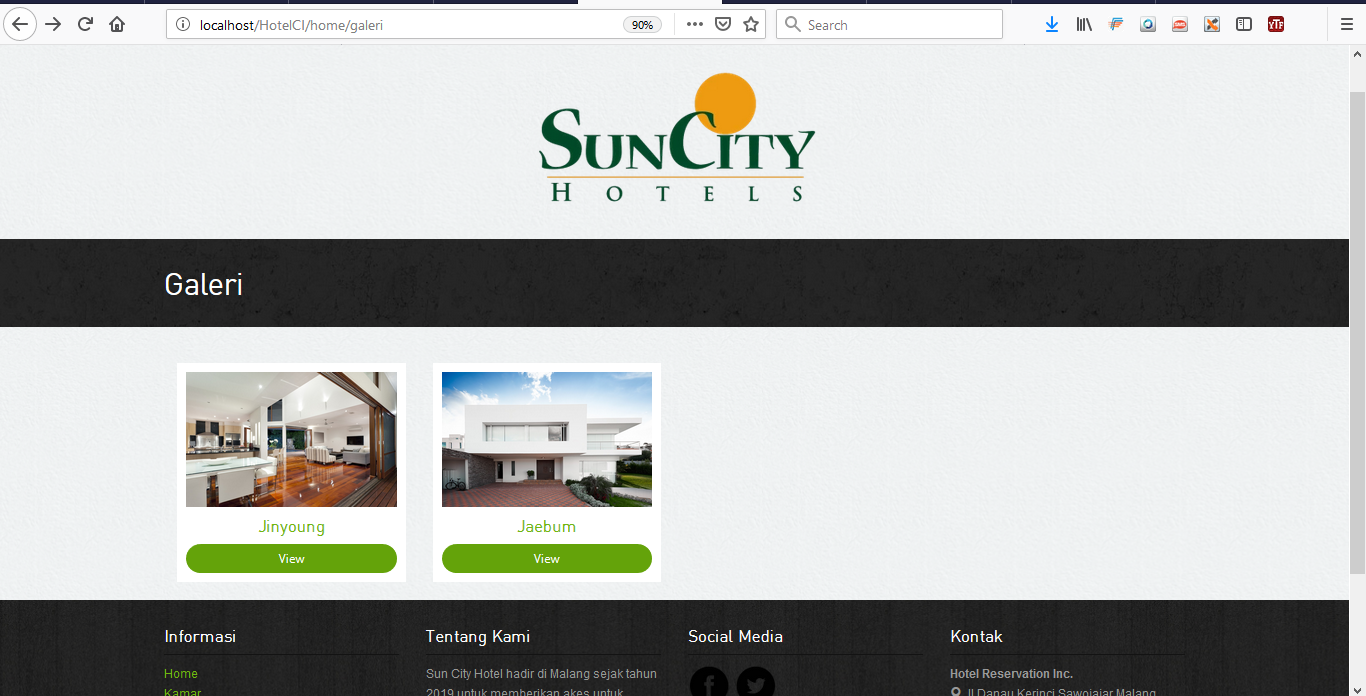 localhost/HotelCI/home/galeri
90%
Search
YTF
SUNCITY
HOTELS
Galeri
Jinyoung
Jaebum
View
View
Informasi
Tentang Kami
Social Media
Kontak
Home
Sun City Hotel hadir di Malang sejak tahun
Hotel Reservation Inc.
Kamar
2019 untuk memberikan akes untuk
Jl Danau Kerinci Sawojajar Malang